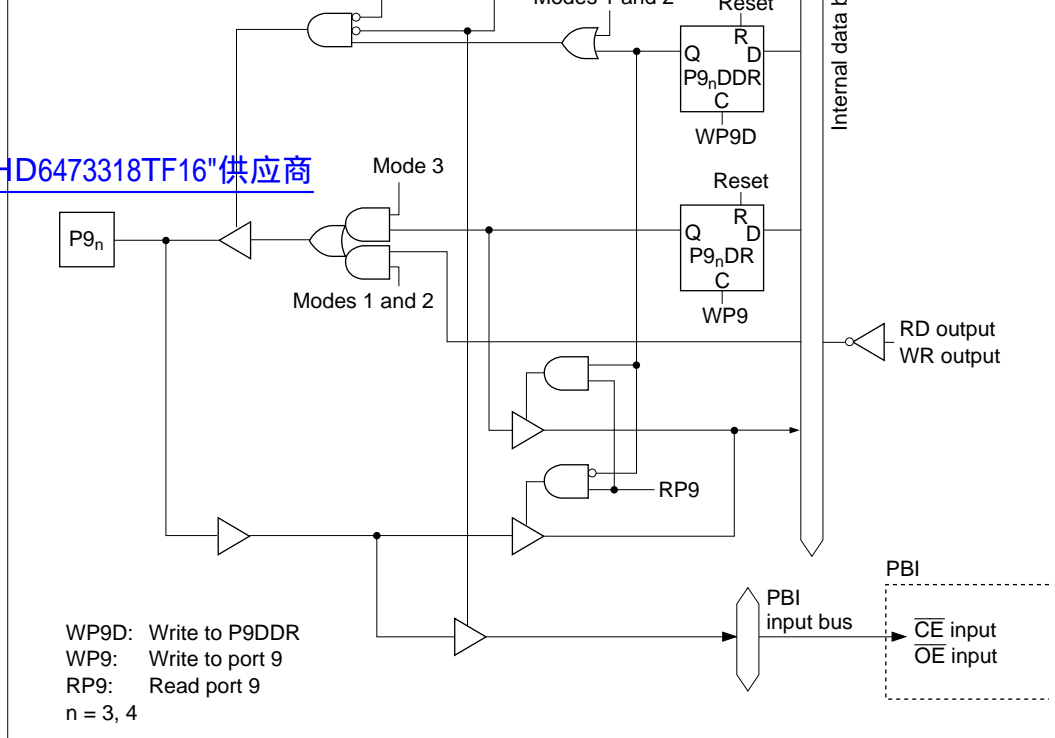 Modes 1 and 2
Reset
R
Q
D
P9nDDR
C
WP9D
Internal data b
HD6473318TF16"供应商
Mode 3
Reset
P9n
R
Q
D
P9nDR
C
WP9
Modes 1 and 2
RD output
WR output
RP9
PBI
PBI
input bus
CE input
OE input
WP9D: Write to P9DDR
WP9: Write to port 9
RP9: Read port 9
n = 3, 4